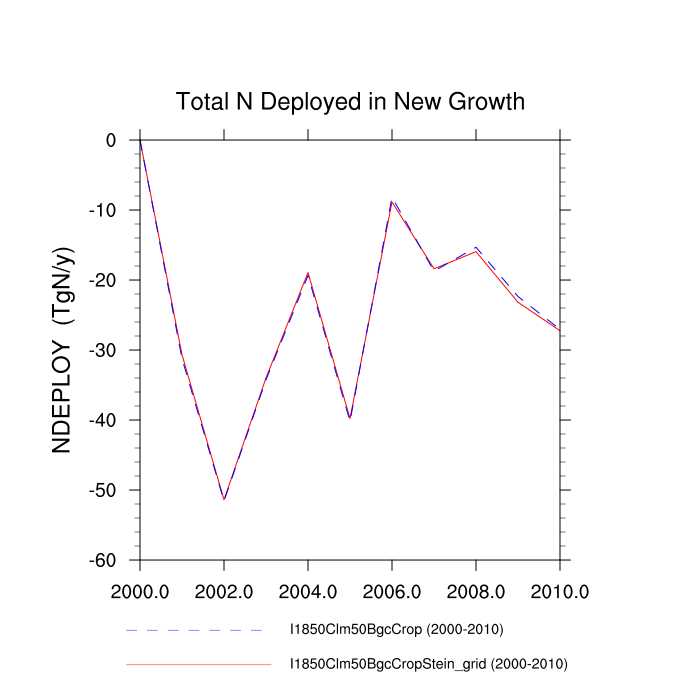 Total N Deployed in New Growth
NDEPLOY (TgN/y)
0
-10
-20
-30
-40
-50
-60
2000.0 2002.0 2004.0 2006.0 2008.0 2010.0
I1850Clm50BgcCrop (2000-2010)
I1850Clm50BgcCropStein_grid (2000-2010)